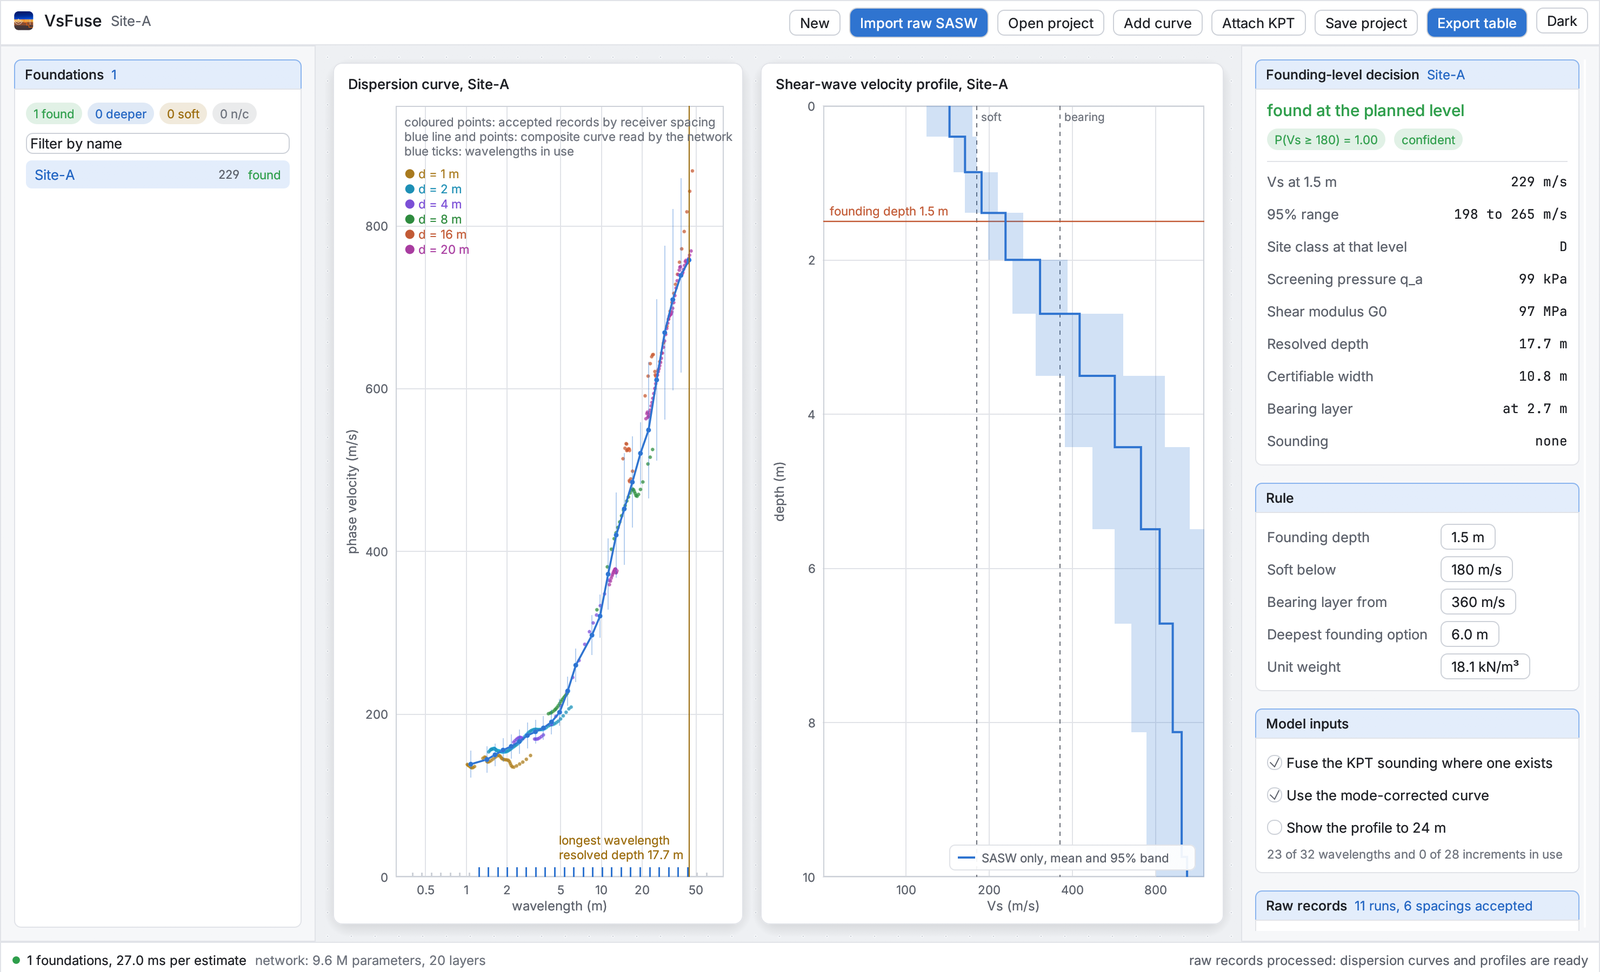 VsFuse Site-A
New Import raw SASW Open project Add curve Attach KPT Save project Export table Dark
Foundations 1
1 found 0 deeper 0 soft 0 n/c
Filter by name
Site-A 229 found
Dispersion curve, Site-A
coloured points: accepted records by receiver spacing
blue line and points: composite curve read by the network
blue ticks: wavelengths in use
d = 1 m
d = 2 m
d = 4 m
d = 8 m
d = 16 m
d = 20 m
800
600
400
200
0
phase velocity (m/s)
longest wavelength
resolved depth 17.7 m
0.5 1 2 5 10 20 50
wavelength (m)
Shear-wave velocity profile, Site-A
soft bearing
founding depth 1.5 m
0
2
4
6
8
10
depth (m)
SASW only, mean and 95% band
100 200 400 800
Vs (m/s)
Founding-level decision Site-A
found at the planned level
P(Vs ≥ 180) = 1.00 confident
Vs at 1.5 m 229 m/s
95% range 198 to 265 m/s
Site class at that level D
Screening pressure q_a 99 kPa
Shear modulus G0 97 MPa
Resolved depth 17.7 m
Certifiable width 10.8 m
Bearing layer at 2.7 m
Sounding none
Rule
Founding depth 1.5 m
Soft below 180 m/s
Bearing layer from 360 m/s
Deepest founding option 6.0 m
Unit weight 18.1 kN/m³
Model inputs
Fuse the KPT sounding where one exists
Use the mode-corrected curve
Show the profile to 24 m
23 of 32 wavelengths and 0 of 28 increments in use
Raw records 11 runs, 6 spacings accepted
1 foundations, 27.0 ms per estimate network: 9.6 M parameters, 20 layers
raw records processed: dispersion curves and profiles are ready